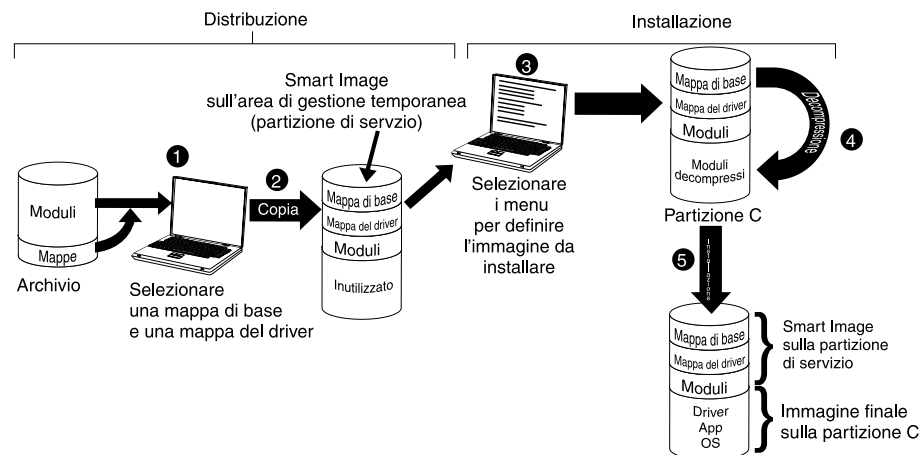 Distribuzione
Installazione
Smart Image
sull'area di gestione temporanea
(partizione di servzio)
1
2
Copia
3
Moduli
Mappe
Archivio
Selezionare
una mappa di base
e una mappa del driver
Mappa di base
Mappa del driver
Moduli
Inutilizzato
Selezionare
i menu
per definire
l'immagine da
installare
Mappa di base
Mappa del driver
Moduli
Moduli
decompressi
Partizione C
Decompressione
4
5
Installazione
Mappa di base
Mappa del driver
Moduli
Driver
App
OS
Smart Image
sulla partizione
di servizio
Immagine finale
sulla partizione C